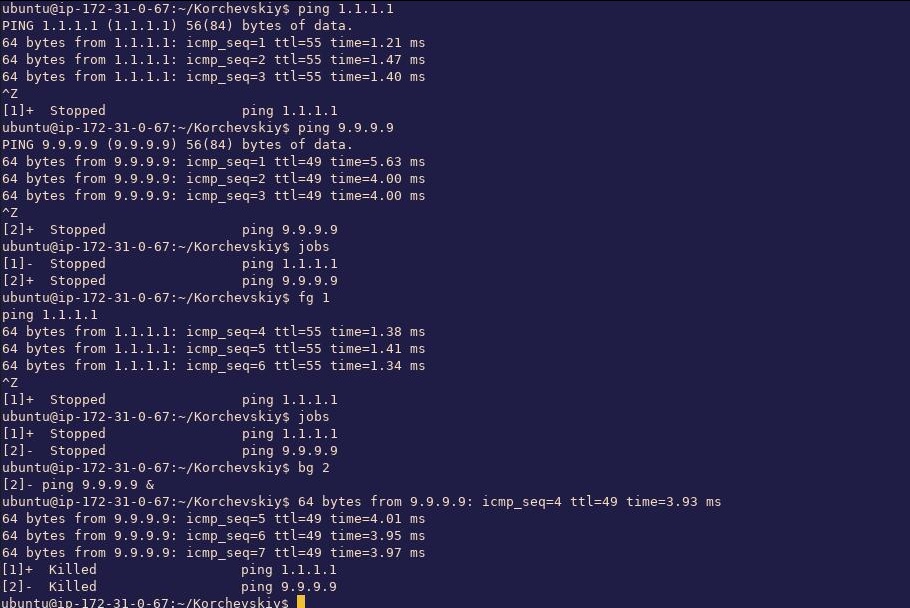 ubuntu@ip-172-31-0-67:~/Korchevskiy$ ping 1.1.1.1
PING 1.1.1.1 (1.1.1.1) 56(84) bytes of data.
64 bytes from 1.1.1.1: icmp_seq=1 ttl=55 time=1.21 ms
64 bytes from 1.1.1.1: icmp_seq=2 ttl=55 time=1.47 ms
64 bytes from 1.1.1.1: icmp_seq=3 ttl=55 time=1.40 ms
^Z
[1]+  Stopped                 ping 1.1.1.1
ubuntu@ip-172-31-0-67:~/Korchevskiy$ ping 9.9.9.9
PING 9.9.9.9 (9.9.9.9) 56(84) bytes of data.
64 bytes from 9.9.9.9: icmp_seq=1 ttl=49 time=5.63 ms
64 bytes from 9.9.9.9: icmp_seq=2 ttl=49 time=4.00 ms
64 bytes from 9.9.9.9: icmp_seq=3 ttl=49 time=4.00 ms
^Z
[2]+  Stopped                 ping 9.9.9.9
ubuntu@ip-172-31-0-67:~/Korchevskiy$ jobs
[1]-  Stopped                 ping 1.1.1.1
[2]+  Stopped                 ping 9.9.9.9
ubuntu@ip-172-31-0-67:~/Korchevskiy$ fg 1
ping 1.1.1.1
64 bytes from 1.1.1.1: icmp_seq=4 ttl=55 time=1.38 ms
64 bytes from 1.1.1.1: icmp_seq=5 ttl=55 time=1.41 ms
64 bytes from 1.1.1.1: icmp_seq=6 ttl=55 time=1.34 ms
^Z
[1]+  Stopped                 ping 1.1.1.1
ubuntu@ip-172-31-0-67:~/Korchevskiy$ jobs
[1]+  Stopped                 ping 1.1.1.1
[2]-  Stopped                 ping 9.9.9.9
ubuntu@ip-172-31-0-67:~/Korchevskiy$ bg 2
[2]- ping 9.9.9.9 &
ubuntu@ip-172-31-0-67:~/Korchevskiy$ 64 bytes from 9.9.9.9: icmp_seq=4 ttl=49 time=3.93 ms
64 bytes from 9.9.9.9: icmp_seq=5 ttl=49 time=4.01 ms
64 bytes from 9.9.9.9: icmp_seq=6 ttl=49 time=3.95 ms
64 bytes from 9.9.9.9: icmp_seq=7 ttl=49 time=3.97 ms
[1]+  Killed                  ping 1.1.1.1
[2]-  Killed                  ping 9.9.9.9
ubuntu@ip-172-31-0-67:~/Korchevskiy$